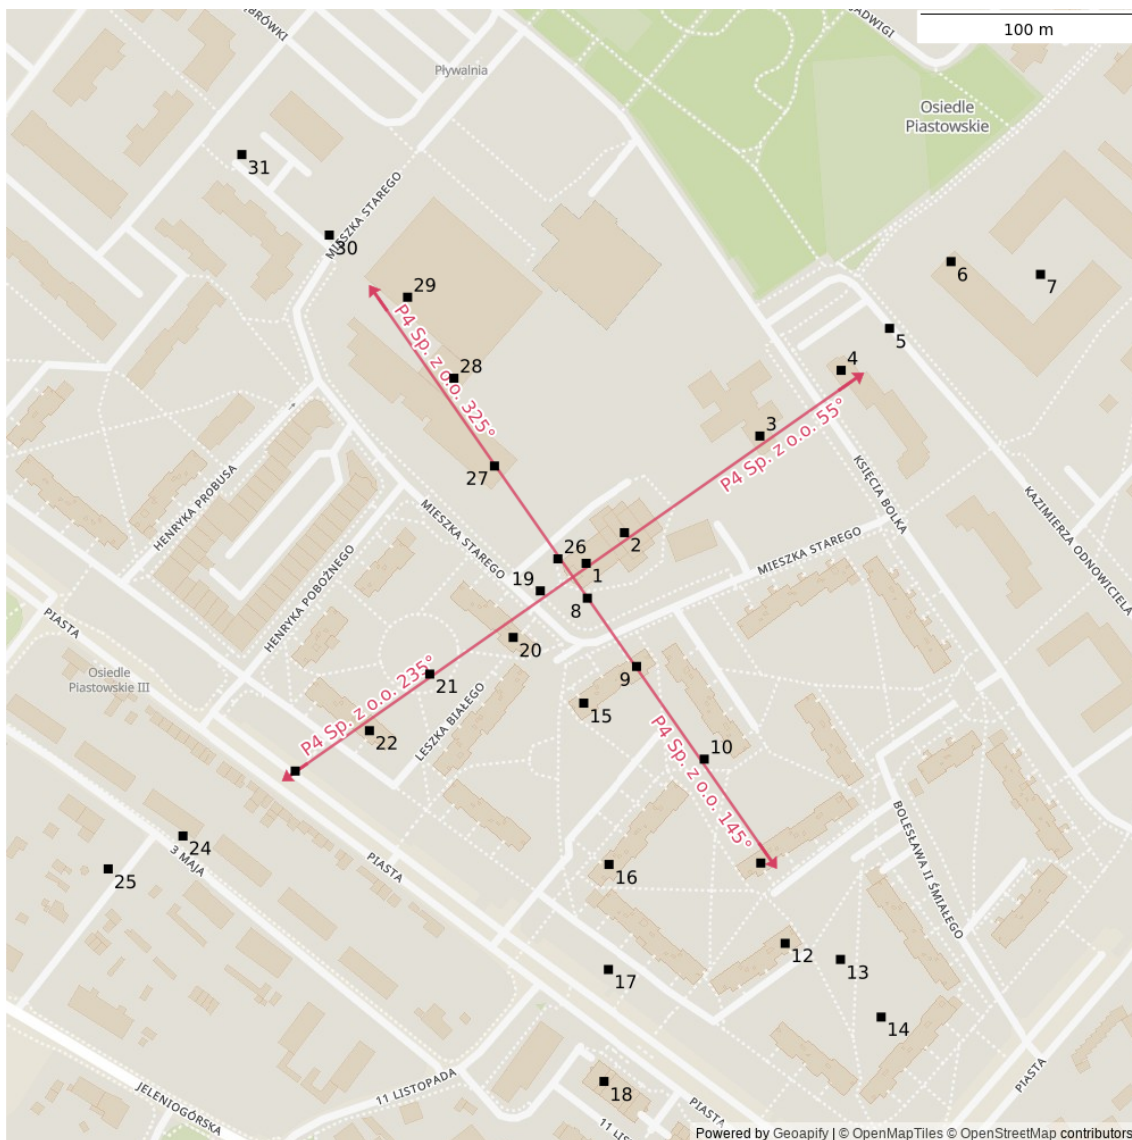 ADWIGI
100 m
BRÓWKI
Pływalnia
Osiedle
Piastowskie
31
MIESZKA STAREGO
30
6
7
29
5
P4 Sp. z o.o. 325°
4
28
3
P4 Sp. z o.o. 55°
27
KSIĘCIA BOLKA
HENRYKA PROBUSA
MIESZKA STAREGO
KAZIMIERZA ODNOWICIELA
2
MIESZKA STAREGO
26
1
HENRYKA POBOŻNEGO
19
8
PIASTA
20
Osiedle
Piastowskie III
P4 Sp. z o.o. 235°
21
9
LESZKA BIAŁEGO
15
22
P4 Sp. z o.o. 145°
10
24
3 MAJA
PIASTA
25
16
BOLESŁAWA II ŚMIAŁEGO
12
13
17
14
JELENIOGÓRSKA
11 LISTOPADA
18
PIASTA
PIASTA
11 LIS
Powered by Geoapify | © OpenMapTiles © OpenStreetMap contributors